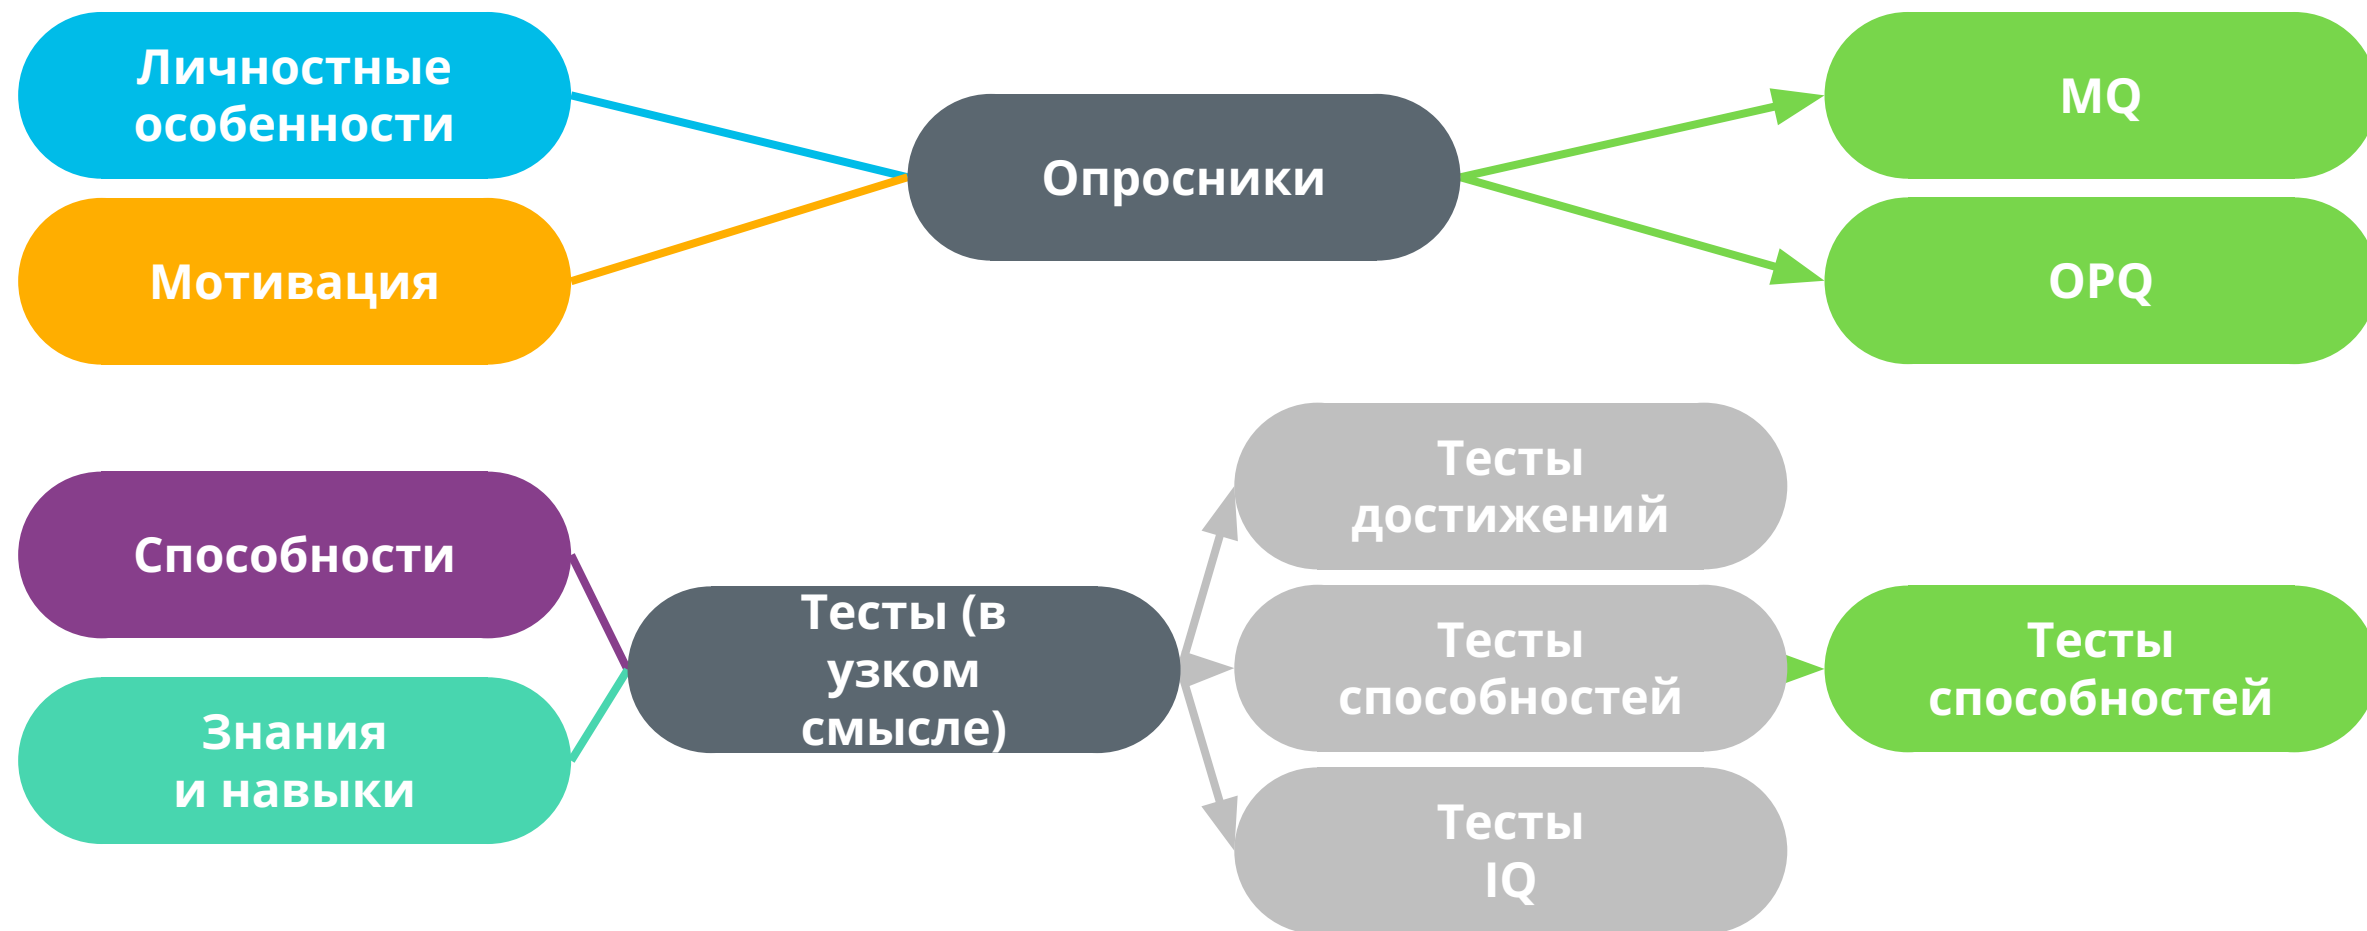 Личностные
особенности
Мотивация
Опросники
MQ
OPQ
Способности
Знания
и навыки
Тесты (в
узком
смысле)
Тесты
достижений
Тесты
способностей
Тесты
IQ
Тесты
способностей